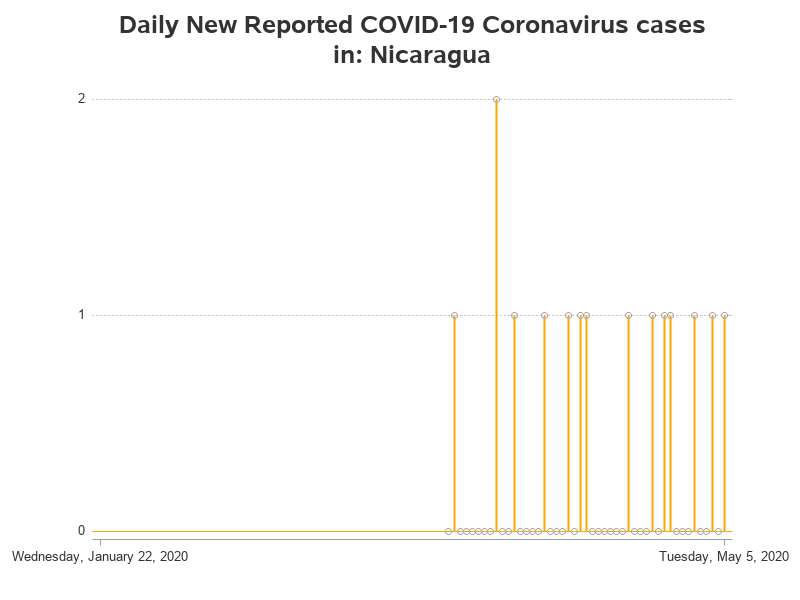 Daily New Reported COVID-19 Coronavirus cases
in: Nicaragua
2
1
0
Wednesday, January 22, 2020
Tuesday, May 5, 2020